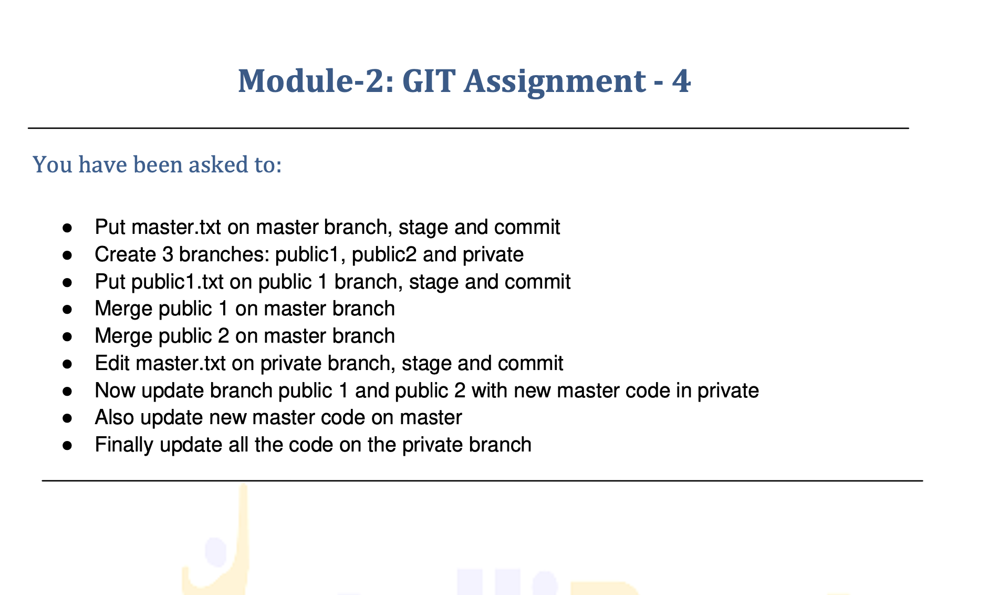 Module-2: GIT Assignment - 4
You have been asked to:
● Put master.txt on master branch, stage and commit
● Create 3 branches: public1, public2 and private
● Put public1.txt on public 1 branch, stage and commit
● Merge public 1 on master branch
● Merge public 2 on master branch
● Edit master.txt on private branch, stage and commit
● Now update branch public 1 and public 2 with new master code in private
● Also update new master code on master
● Finally update all the code on the private branch